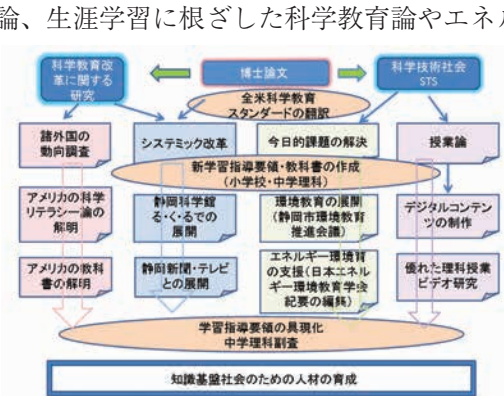 論、生涯学習に根ざした科学教育論やエネル
科学教育改
革に関する
研究
博士論文
科学技術社会
STS
全米科学教育
スタンダードの翻訳
諸外国の
動向調査
システミック改革
今日的課題の解決
授業論
新学習指導要領・教科書の作成
(小学校・中学理科)
アメリカの科学
リテラシー論の
解明
静岡科学館
る・く・るでの
展開
環境教育の展開
(静岡市環境教育
推進会議)
デジタルコンテン
ツの制作
アメリカの教科
書の解明
静岡新聞・テレビ
との展開
エネルギー環境教育
の支援(日本エネル
ギー環境教育学会
紀要の編集)
優れた理科授業
ビデオ研究
学習指導要領の具現化
中学理科副査
知識基盤社会のための人材の育成